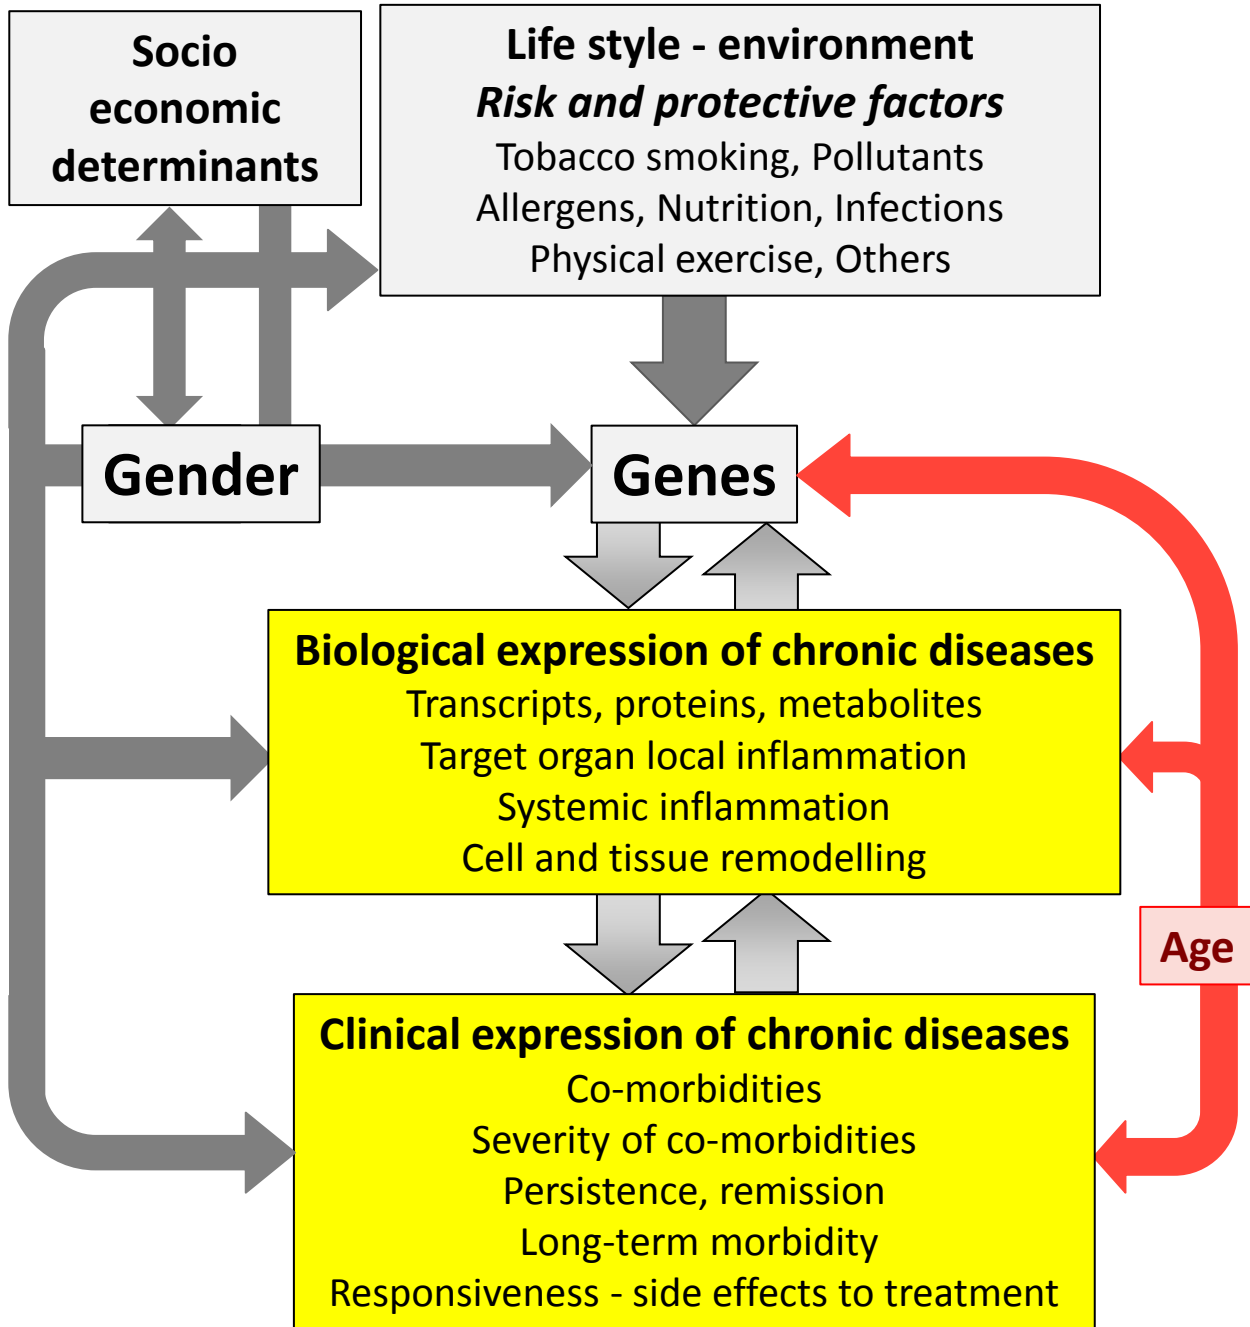 Socio
economic
determinants
Life style - environment
Risk and protective factors
Tobacco smoking, Pollutants
Allergens, Nutrition, Infections
Physical exercise, Others
Gender
Genes
Biological expression of chronic diseases
Transcripts, proteins, metabolites
Target organ local inflammation
Systemic inflammation
Cell and tissue remodelling
Age
Clinical expression of chronic diseases
Co-morbidities
Severity of co-morbidities
Persistence, remission
Long-term morbidity
Responsiveness - side effects to treatment